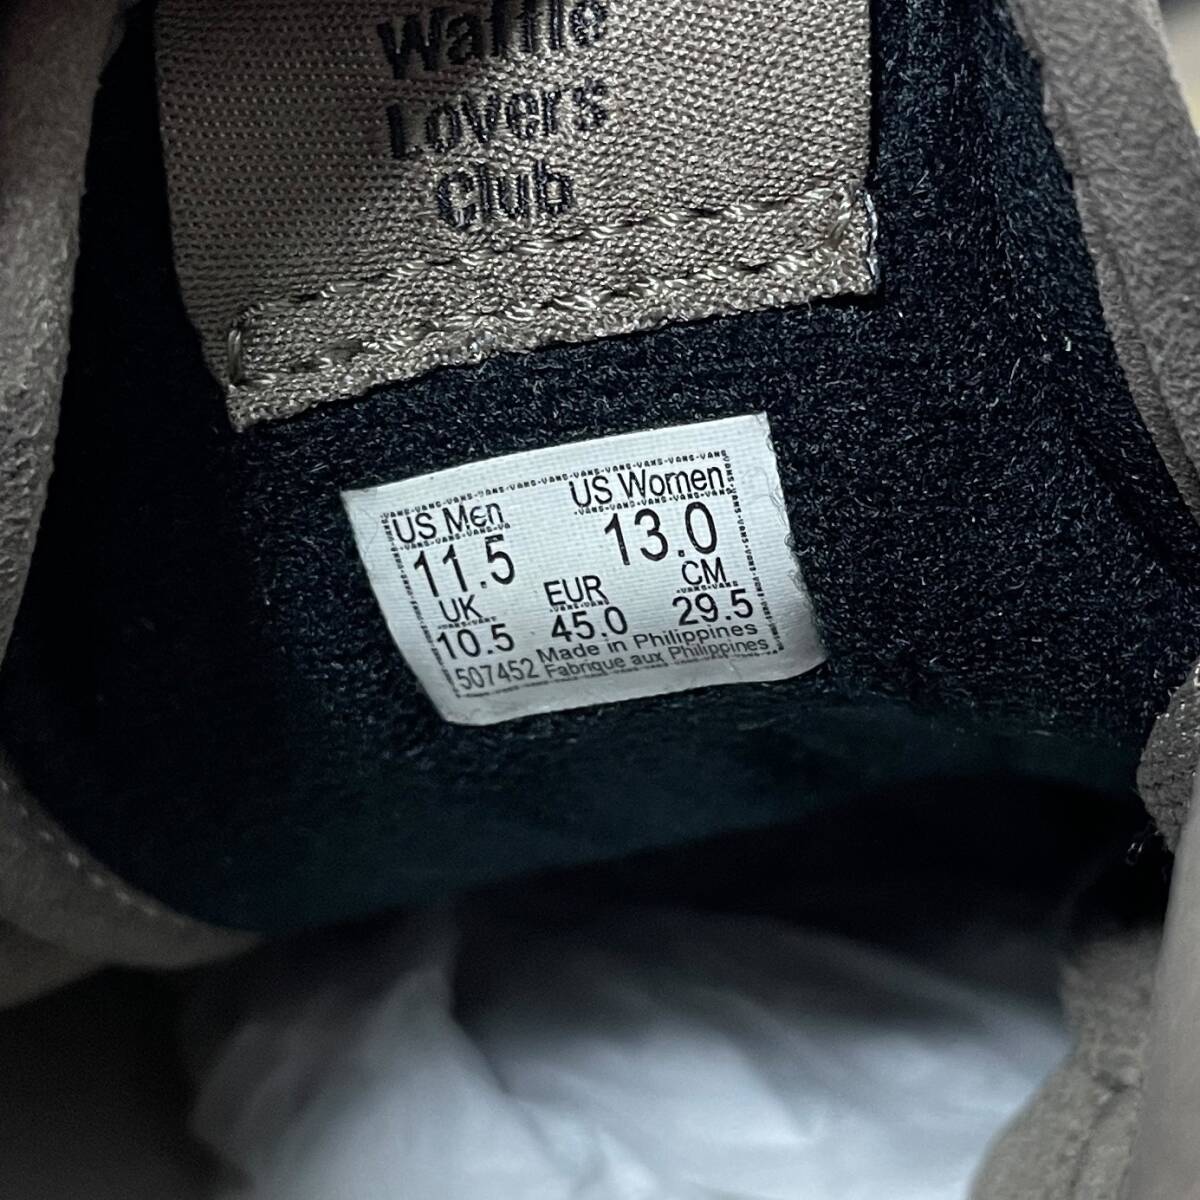 Waffle
Lovers
Club
US Men US Women
11.5 13.0
UK EUR CM
10.5 45.0 29.5
507452 Made in Philippines
Fabrique aux Philippines